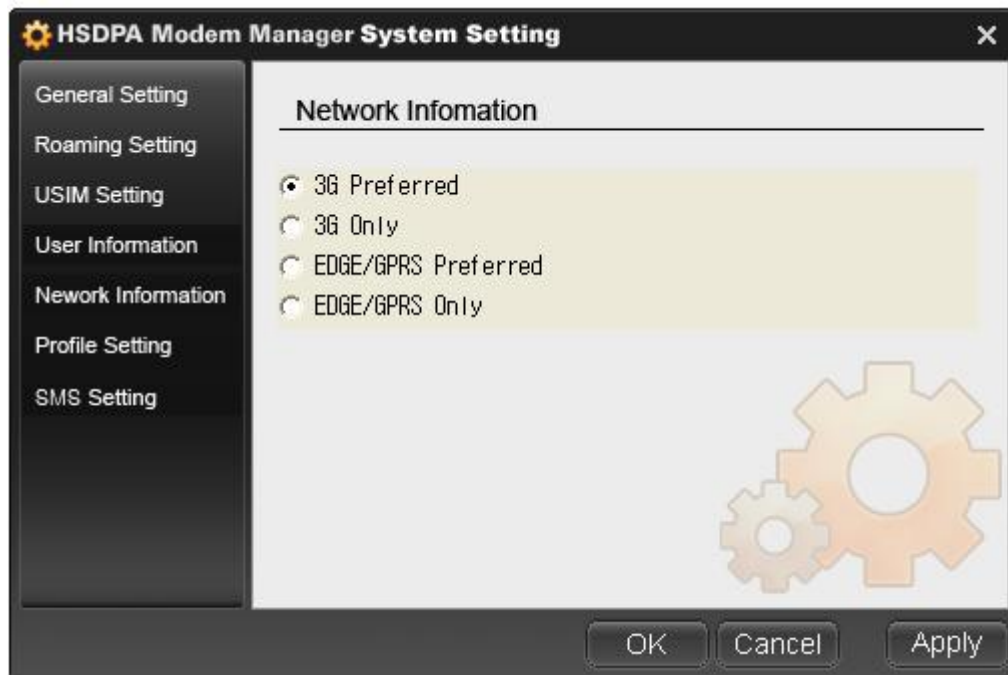 HSDPA Modem Manager System Setting
General Setting
Roaming Setting
USIM Setting
User Information
Nework Information
Profile Setting
SMS Setting
Network Infomation
3G Preferred
3G Only
EDGE/GPRS Preferred
EDGE/GPRS Only
OK
Cancel
Apply